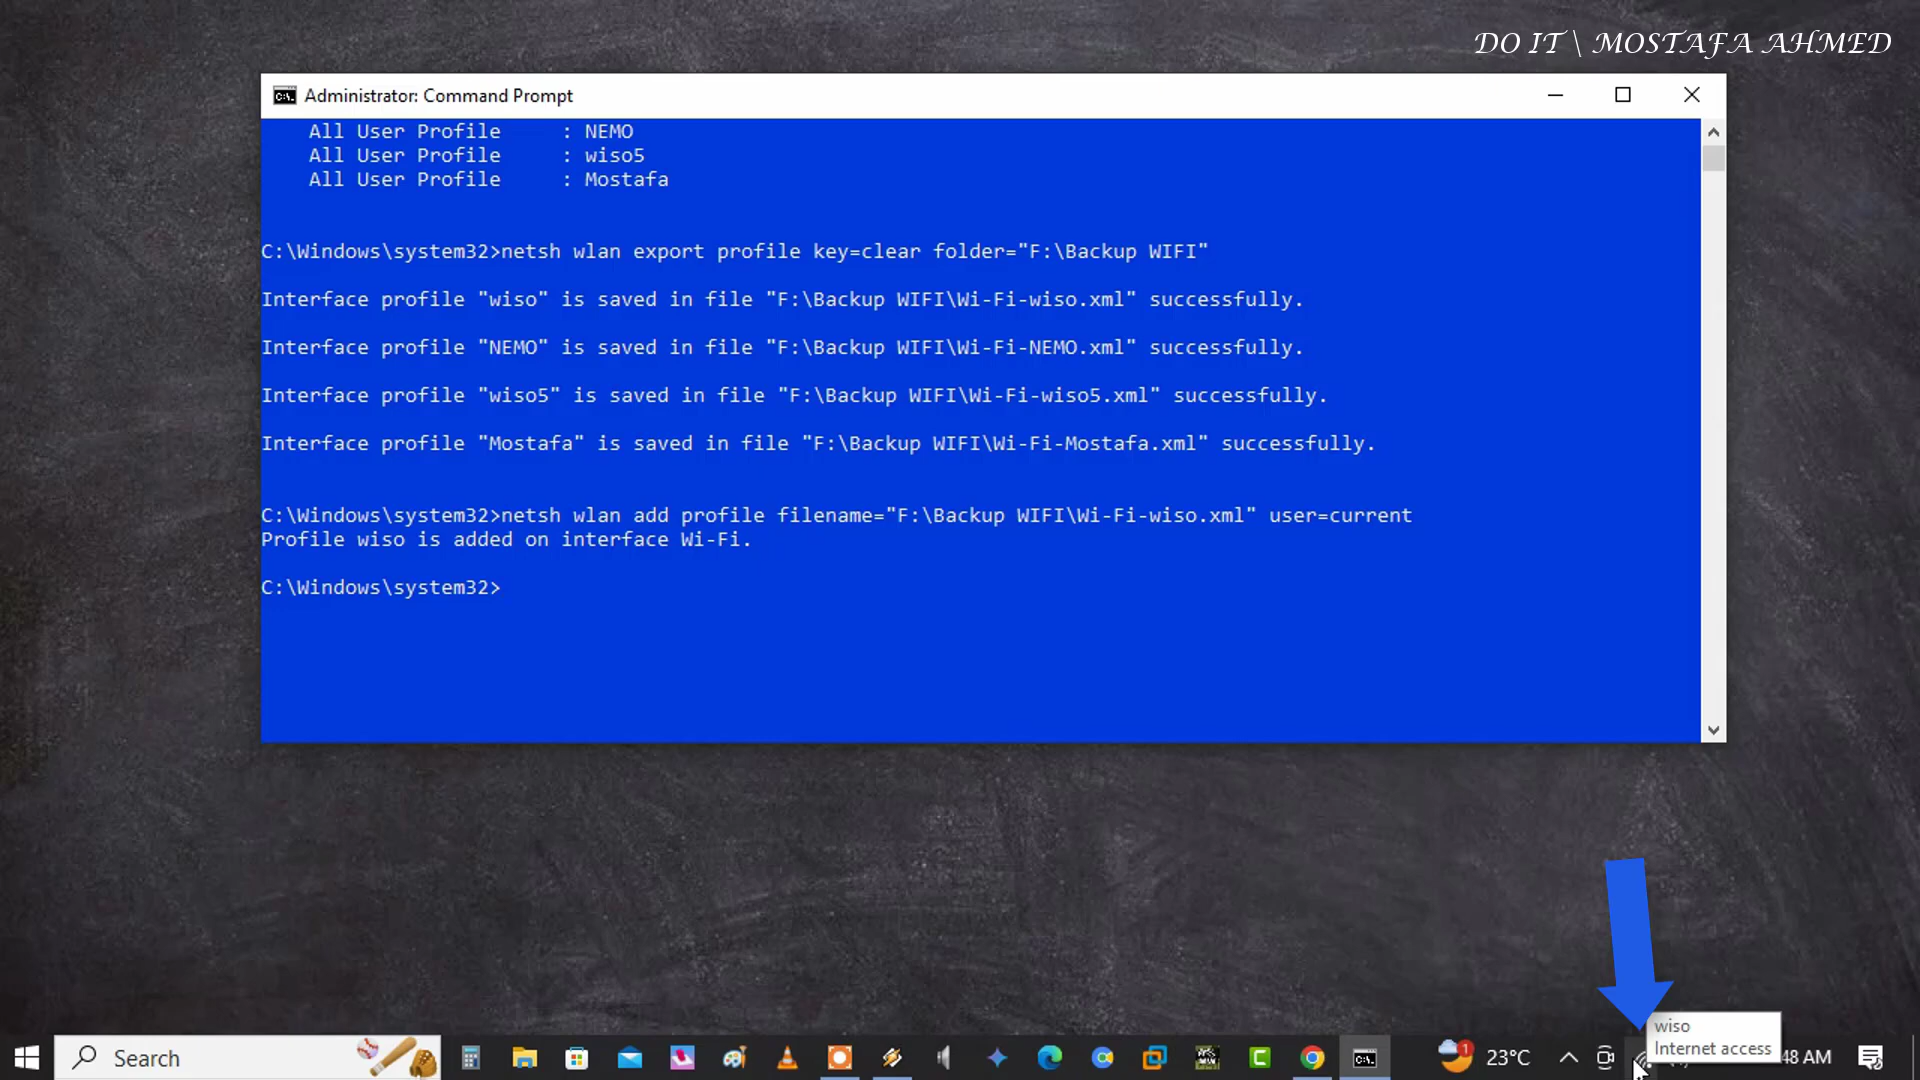 DO IT \ MOSTAFA AHMED
Administrator: Command Prompt
All User Profile : NEMO
All User Profile : wiso5
All User Profile : Mostafa
C:\Windows\system32>netsh wlan export profile key=clear folder="F:\Backup WIFI"
Interface profile "wiso" is saved in file "F:\Backup WIFI\Wi-Fi-wiso.xml" successfully.
Interface profile "NEMO" is saved in file "F:\Backup WIFI\Wi-Fi-NEMO.xml" successfully.
Interface profile "wiso5" is saved in file "F:\Backup WIFI\Wi-Fi-wiso5.xml" successfully.
Interface profile "Mostafa" is saved in file "F:\Backup WIFI\Wi-Fi-Mostafa.xml" successfully.
C:\Windows\system32>netsh wlan add profile filename="F:\Backup WIFI\Wi-Fi-wiso.xml" user=current
Profile wiso is added on interface Wi-Fi.
C:\Windows\system32>
wiso
Internet access
Search
1
23°C
48 AM